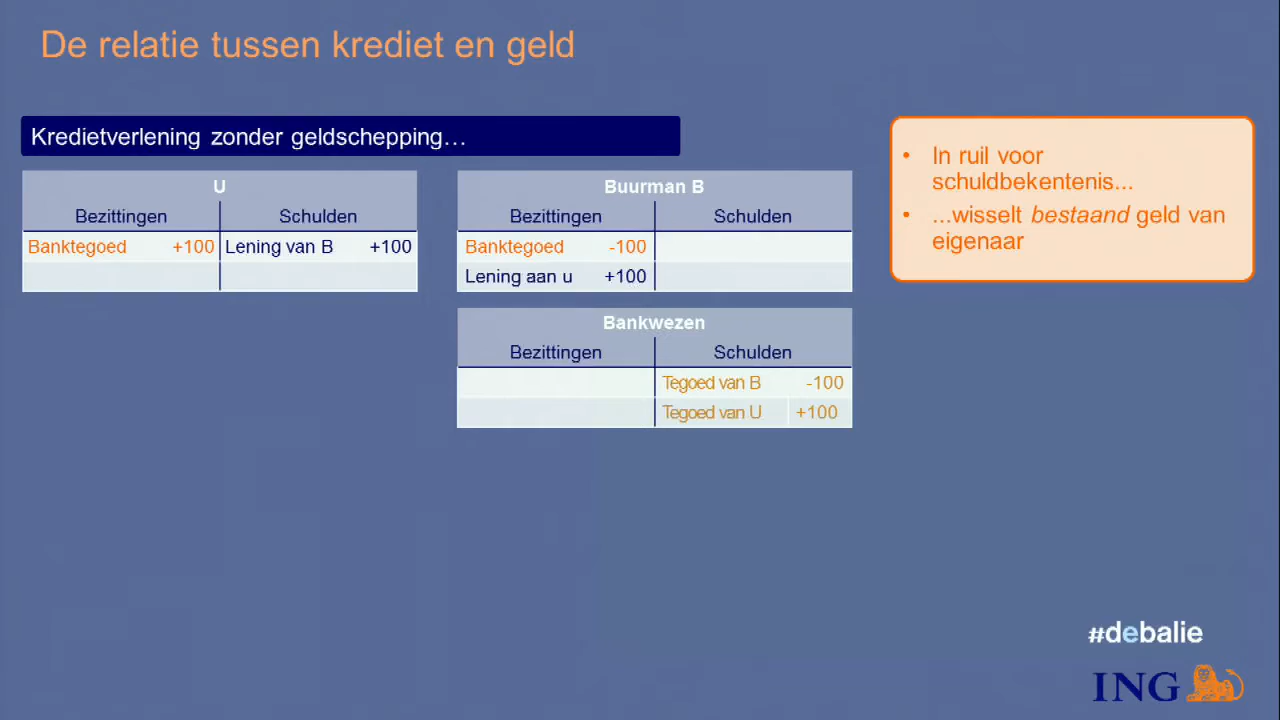 De relatie tussen krediet en geld
Kredietverlening zonder geldschepping…
U
Bezittingen Schulden
Banktegoed +100 Lening van B +100
Buurman B
Bezittingen Schulden
Banktegoed -100
Lening aan u +100
Bankwezen
Bezittingen Schulden
Tegoed van B -100
Tegoed van U +100
• In ruil voor
schuldbekentenis...
• ...wisselt bestaand geld van
eigenaar
#debalie
ING